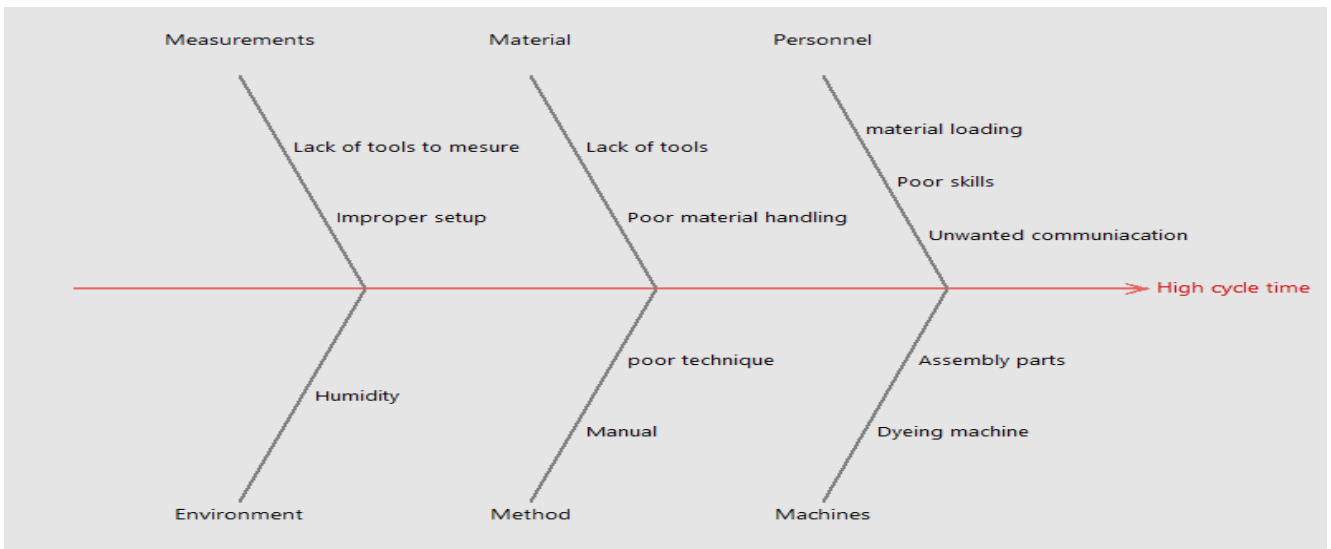 Measurements
Material
Personnel
material loading
Lack of tools to mesure
Lack of tools
Poor skills
Improper setup
Poor material handling
Unwanted communiacation
High cycle time
poor technique
Assembly parts
Humidity
Manual
Dyeing machine
Environment
Method
Machines